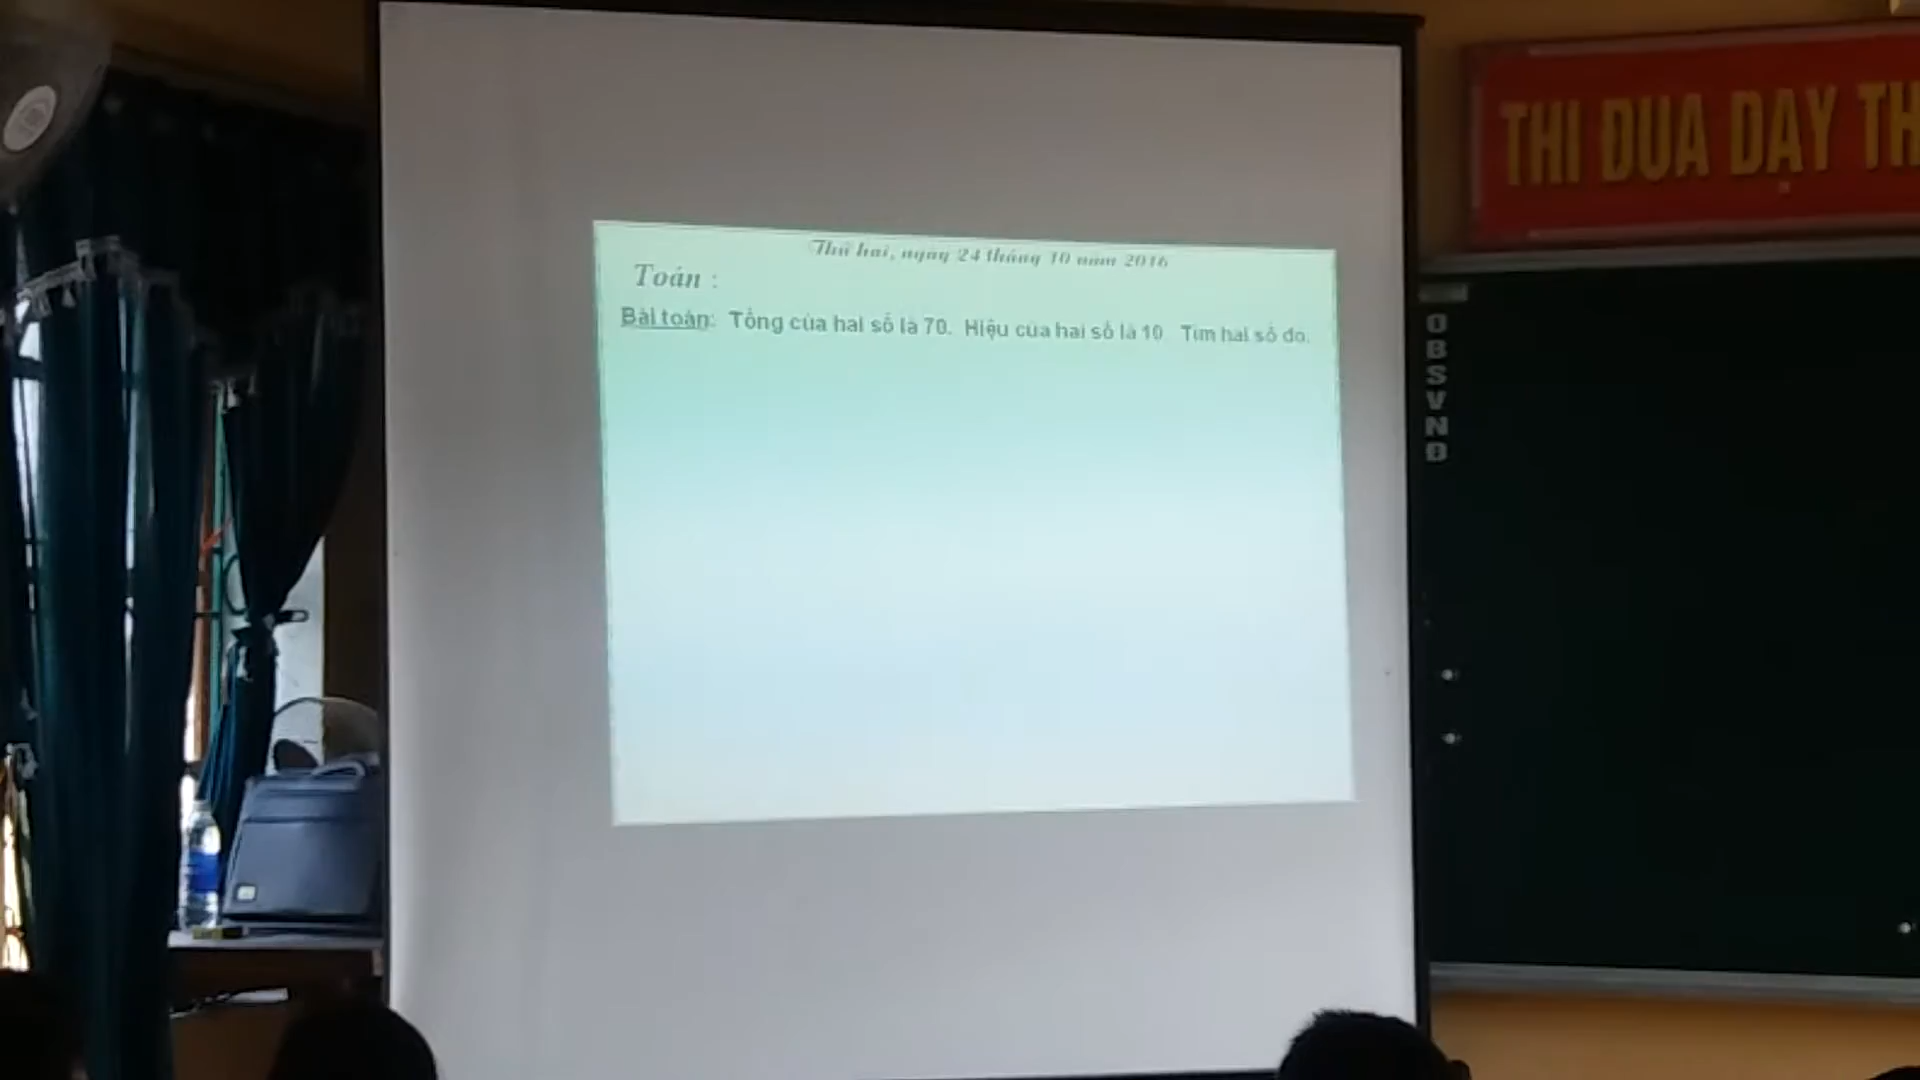 Thứ hai, ngày 24 tháng 10 năm 2016
Toán :
Bài toán: Tổng của hai số là 70. Hiệu của hai số là 10 Tìm hai số đó.
THI ĐUA DẠY
O
B
S
V
N
Đ